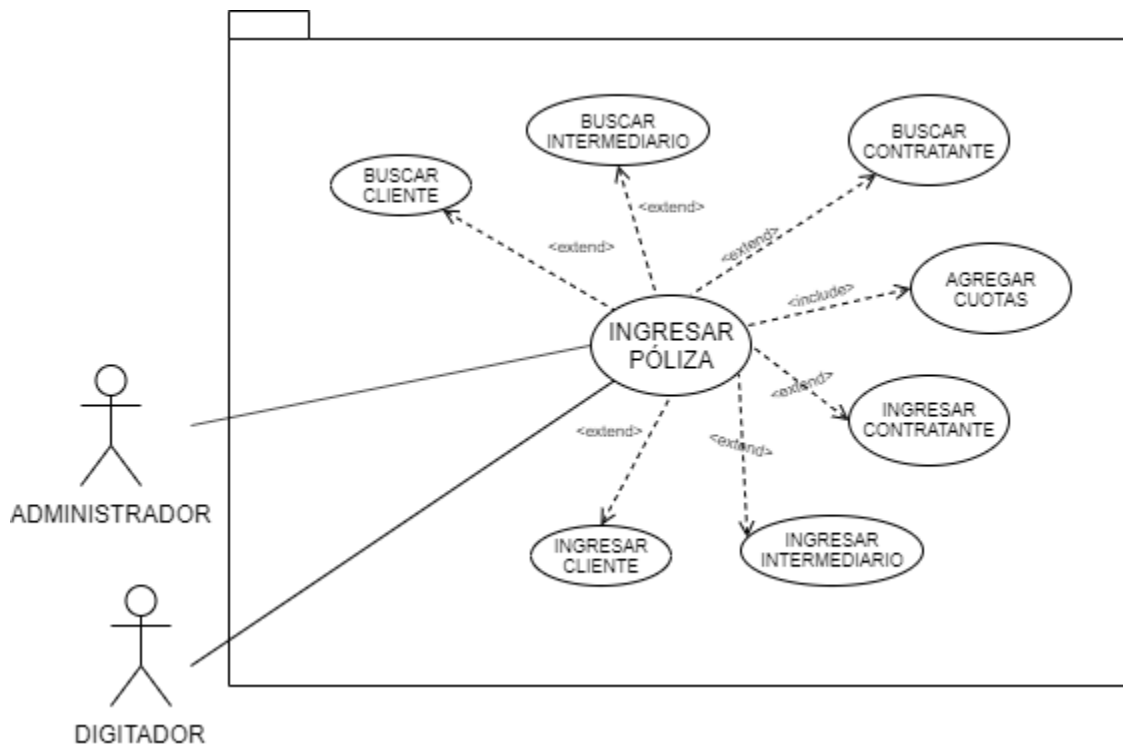 BUSCAR
INTERMEDIARIO
BUSCAR
CONTRATANTE
BUSCAR
CLIENTE
<extend>
<extend>
<extend>
AGREGAR
CUOTAS
<include>
INGRESAR
PÓLIZA
<extend>
INGRESAR
CONTRATANTE
<extend>
<extend>
INGRESAR
CLIENTE
INGRESAR
INTERMEDIARIO
ADMINISTRADOR
DIGITADOR